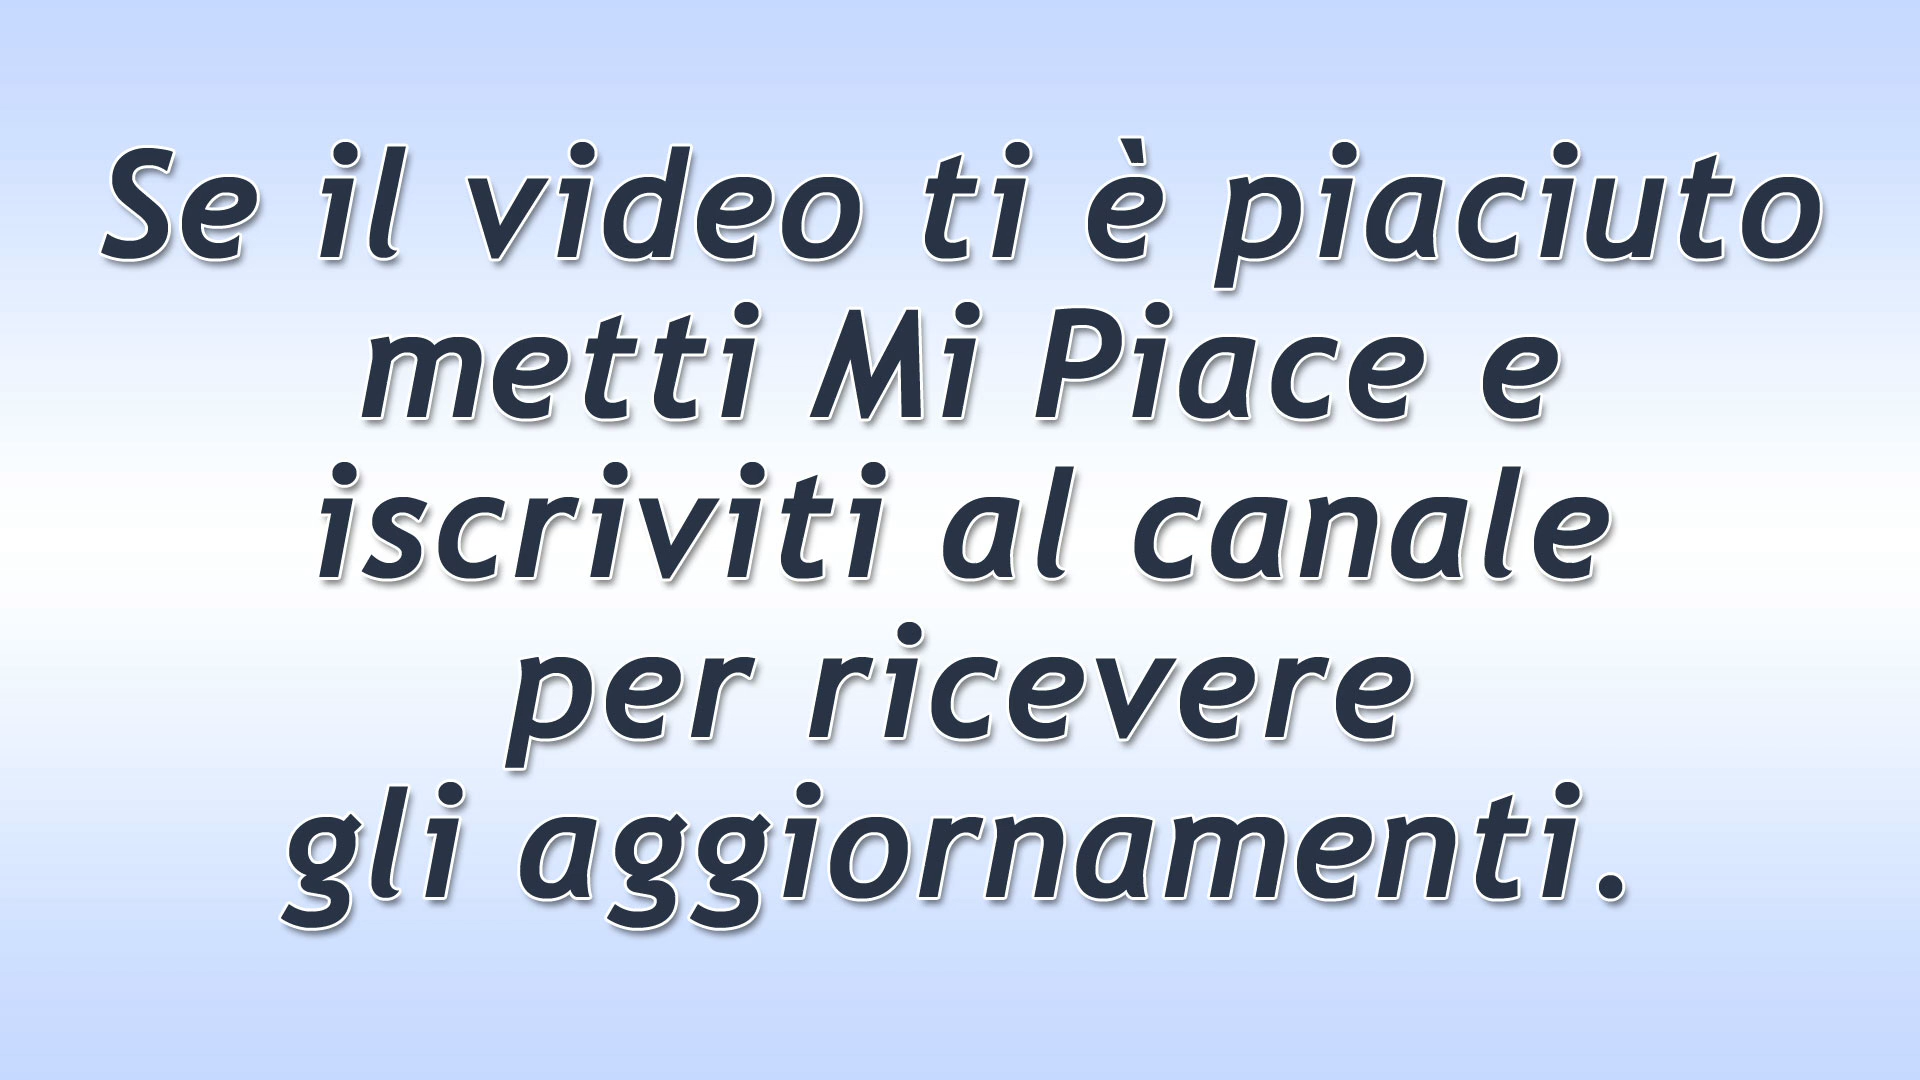 Se il video ti è piaciuto
metti Mi Piace e
iscriviti al canale
per ricevere
gli aggiornamenti.